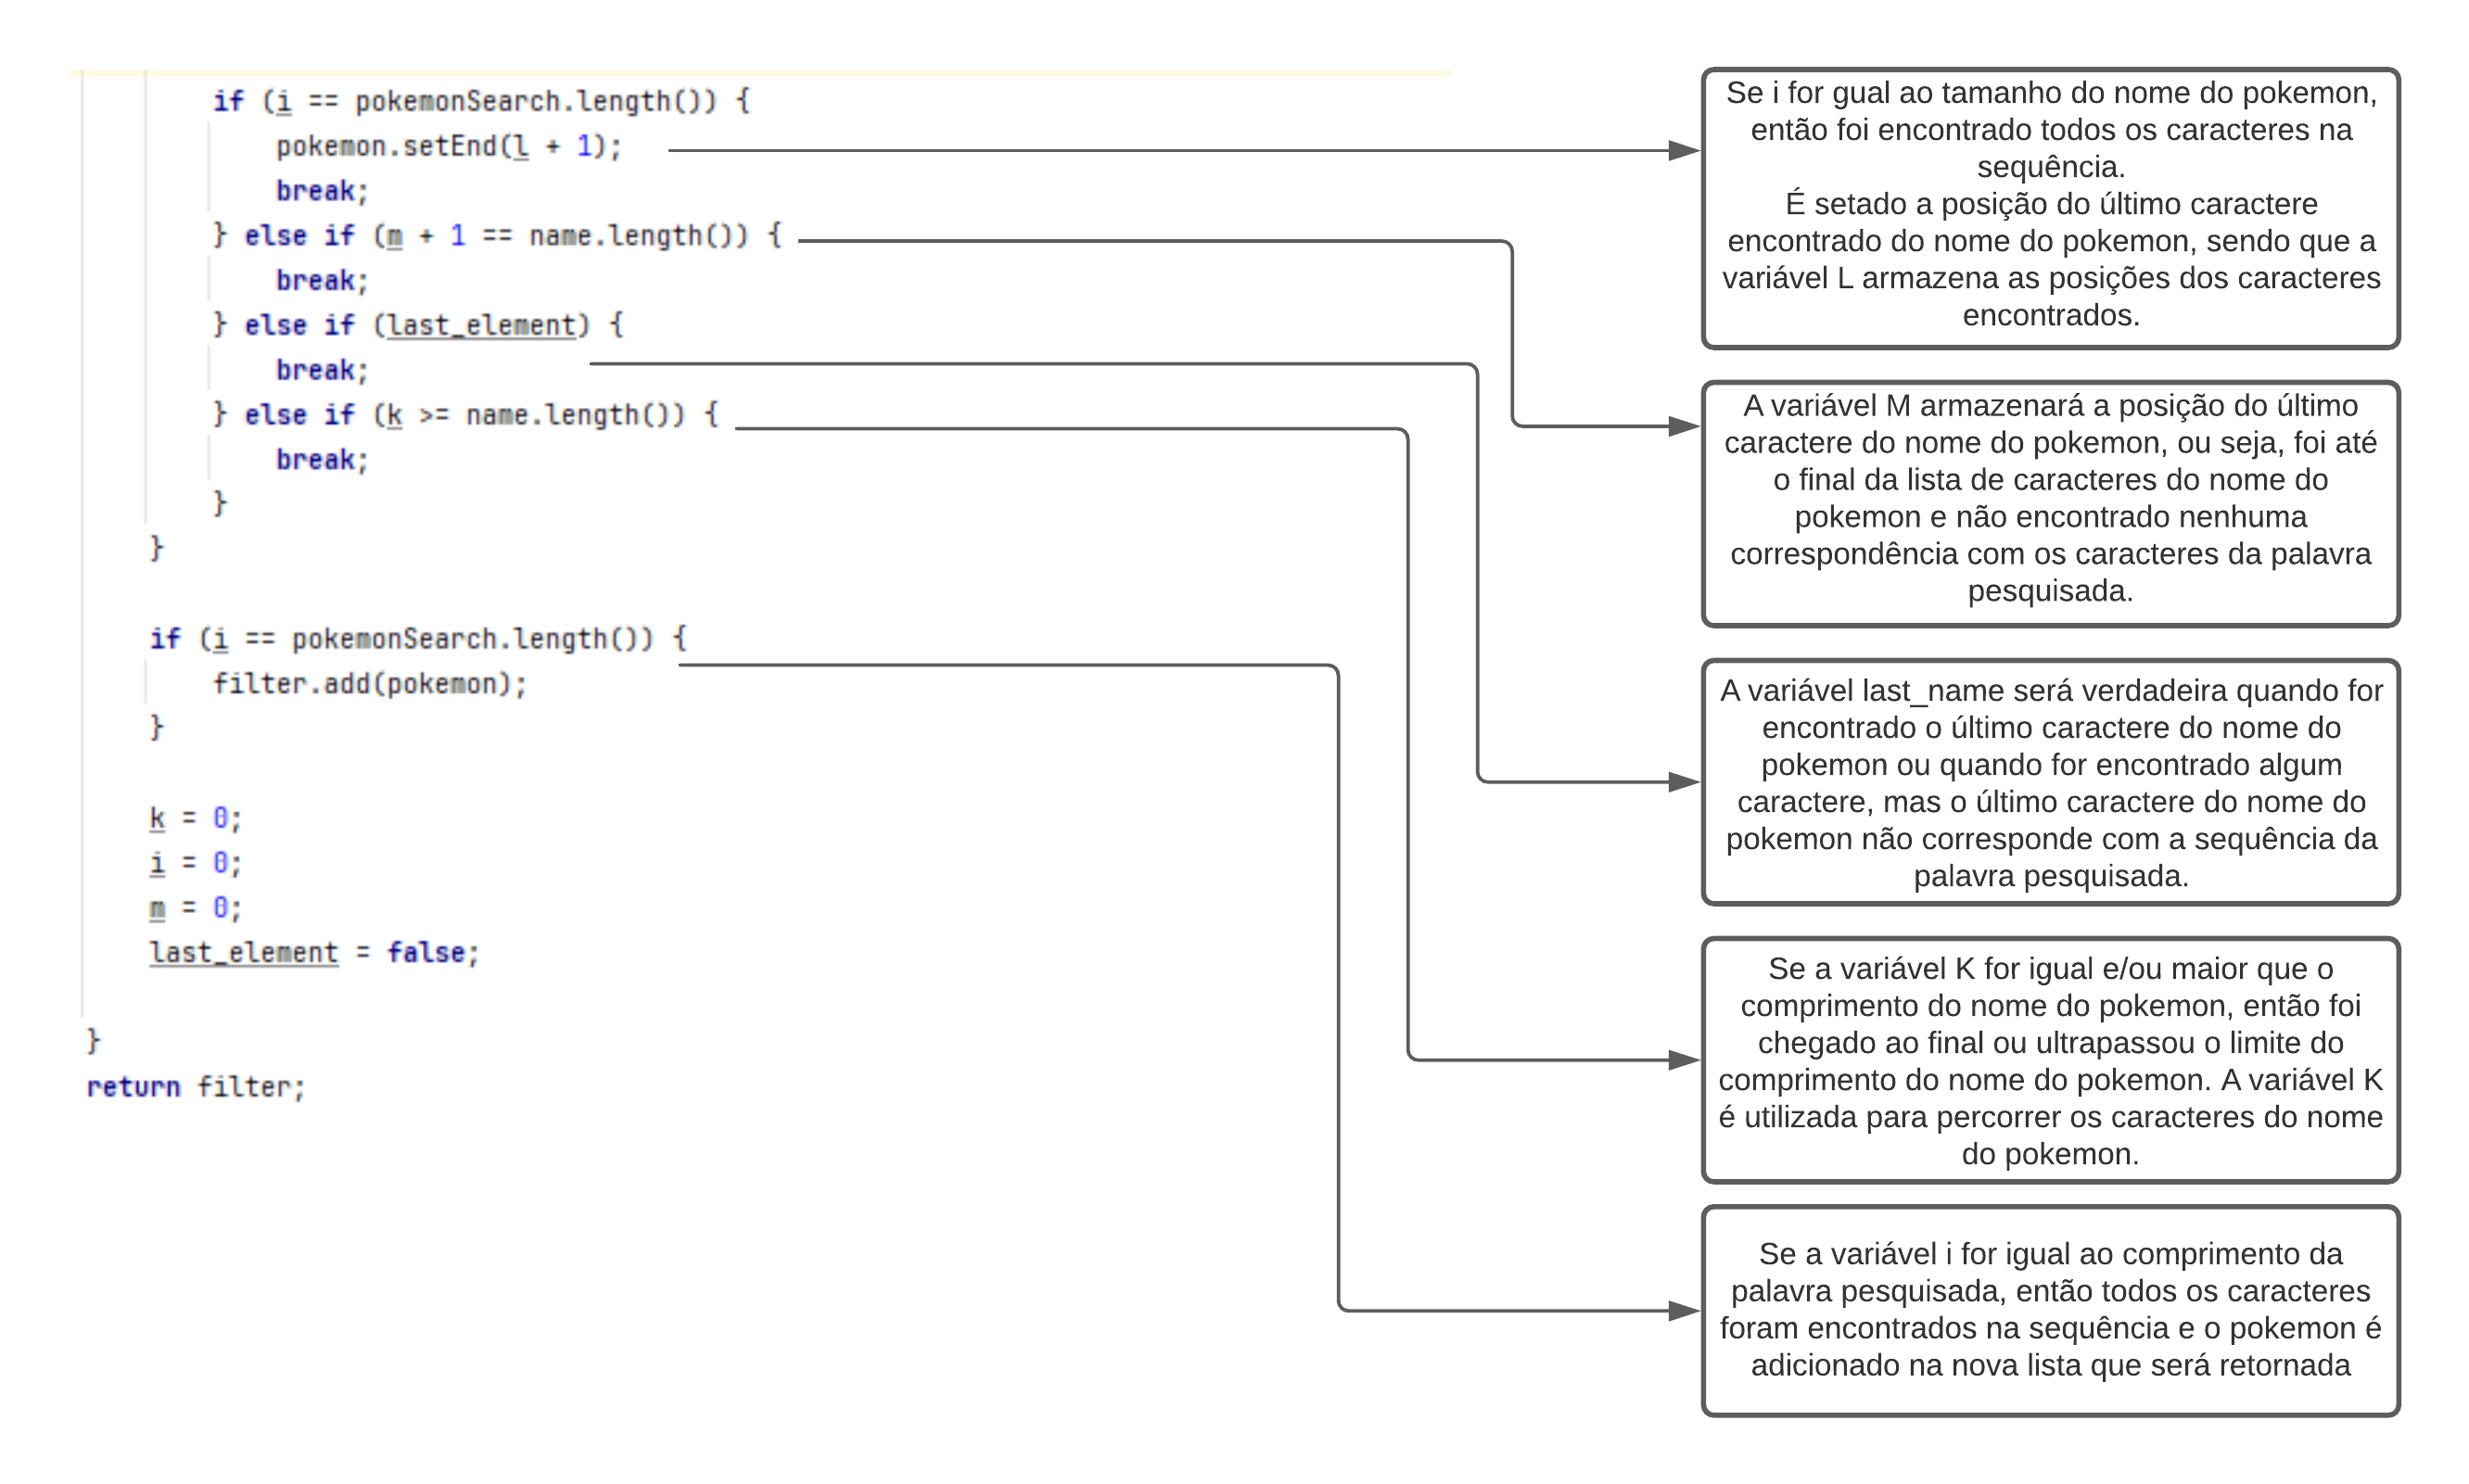 if (i == pokemonSearch.length()) {
pokemon.setEnd(l + 1);
break;
} else if (m + 1 == name.length()) {
break;
} else if (last_element) {
break;
} else if (k >= name.length()) {
break;
}
}
if (i == pokemonSearch.length()) {
filter.add(pokemon);
}
k = 0;
i = 0;
m = 0;
last_element = false;
}
return filter;
Se i for gual ao tamanho do nome do pokemon,
então foi encontrado todos os caracteres na
sequência.
É setado a posição do último caractere
encontrado do nome do pokemon, sendo que a
variável L armazena as posições dos caracteres
encontrados.
A variável M armazenará a posição do último
caractere do nome do pokemon, ou seja, foi até
o final da lista de caracteres do nome do
pokemon e não encontrado nenhuma
correspondência com os caracteres da palavra
pesquisada.
A variável last_name será verdadeira quando for
encontrado o último caractere do nome do
pokemon ou quando for encontrado algum
caractere, mas o último caractere do nome do
pokemon não corresponde com a sequência da
palavra pesquisada.
Se a variável K for igual e/ou maior que o
comprimento do nome do pokemon, então foi
chegado ao final ou ultrapassou o limite do
comprimento do nome do pokemon. A variável K
é utilizada para percorrer os caracteres do nome
do pokemon.
Se a variável i for igual ao comprimento da
palavra pesquisada, então todos os caracteres
foram encontrados na sequência e o pokemon é
adicionado na nova lista que será retornada